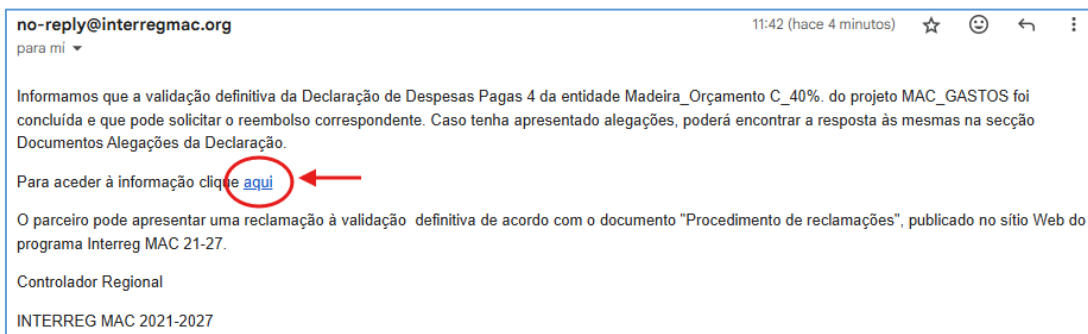 no-reply@interregmac.org 11:42 (hace 4 minutos)
para mí
Informamos que a validação definitiva da Declaração de Despesas Pagas 4 da entidade Madeira_Orçamento C_40%. do projeto MAC_GASTOS foi
concluída e que pode solicitar o reembolso correspondente. Caso tenha apresentado alegações, poderá encontrar a resposta às mesmas na secção
Documentos Alegações da Declaração.
Para aceder à informação clique aqui
O parceiro pode apresentar uma reclamação à validação  definitiva de acordo com o documento "Procedimento de reclamações", publicado no sítio Web do
programa Interreg MAC 21-27.
Controlador Regional
INTERREG MAC 2021-2027